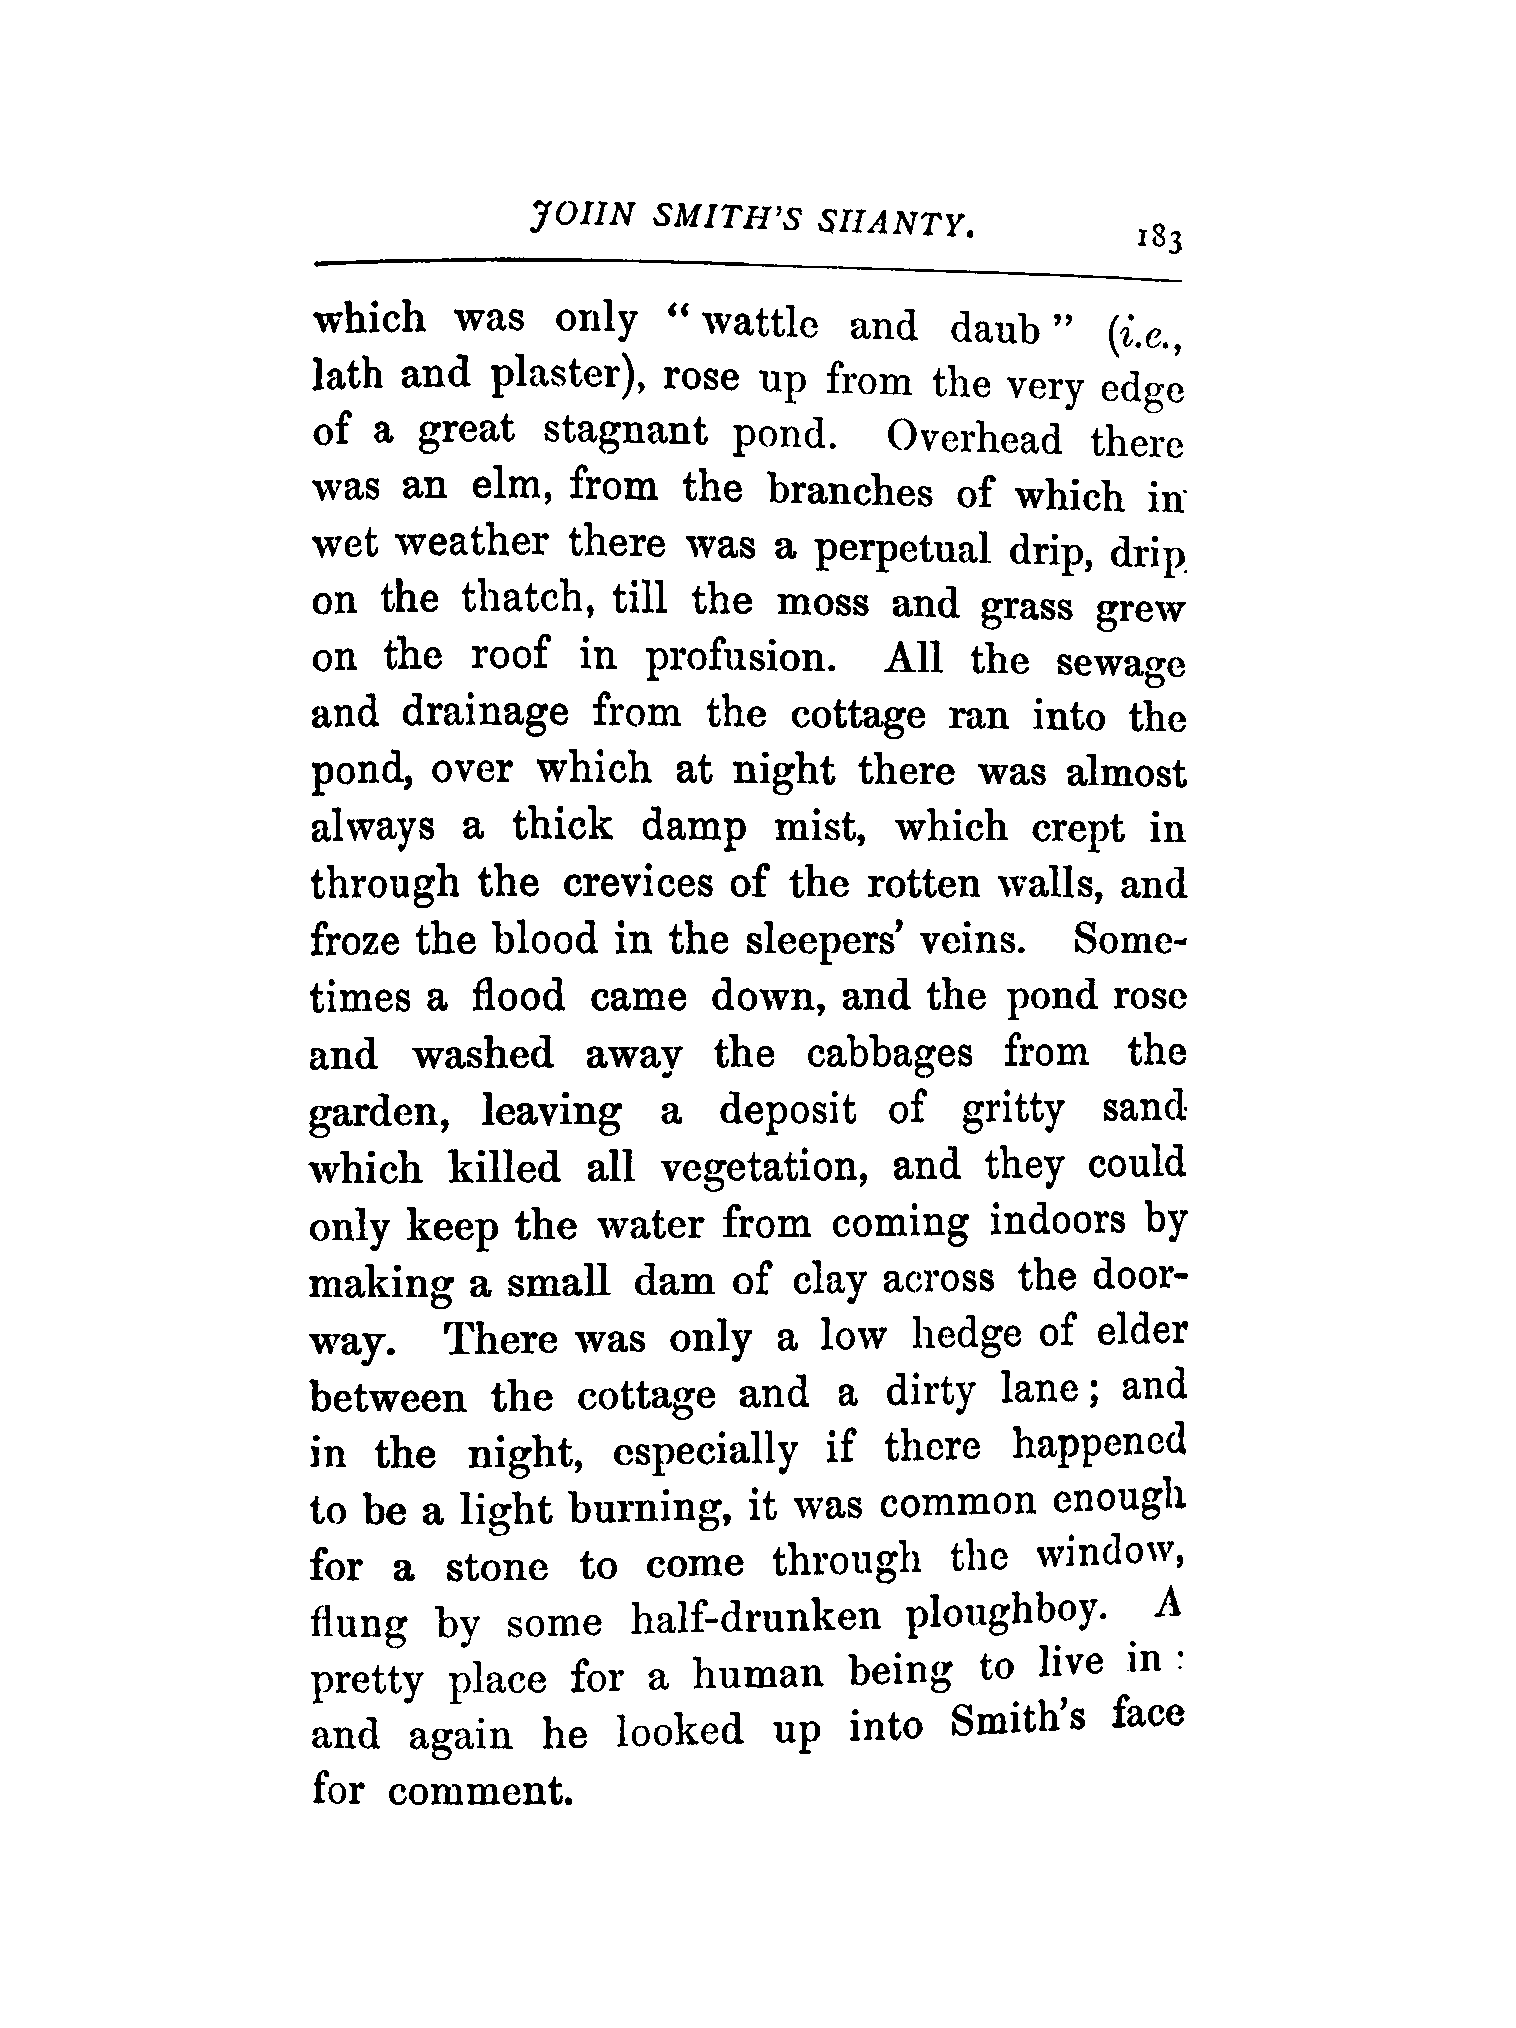 JOHN SMITH'S SHANTY.
183
which was only "wattle and daub" (i.e.,
lath and plaster), rose up from the very edge
of a great stagnant pond. Overhead there
was an elm, from the branches of which in
wet weather there was a perpetual drip, drip
on the thatch, till the moss and grass grew
on the roof in profusion. All the sewage
and drainage from the cottage ran into the
pond, over which at night there was almost
always a thick damp mist, which crept in
through the crevices of the rotten walls, and
froze the blood in the sleepers' veins. Some-
times a flood came down, and the pond rose
and washed away the cabbages from the
garden, leaving a deposit of gritty sand
which killed all vegetation, and they could
only keep the water from coming indoors by
making a small dam of clay across the door-
way. There was only a low hedge of elder
between the cottage and a dirty lane; and
in the night, especially if there happened
to be a light burning, it was common enough
for a stone to come through the window,
flung by some half-drunken ploughboy. A
pretty place for a human being to live in:
and again he looked up into Smith's face
for comment.